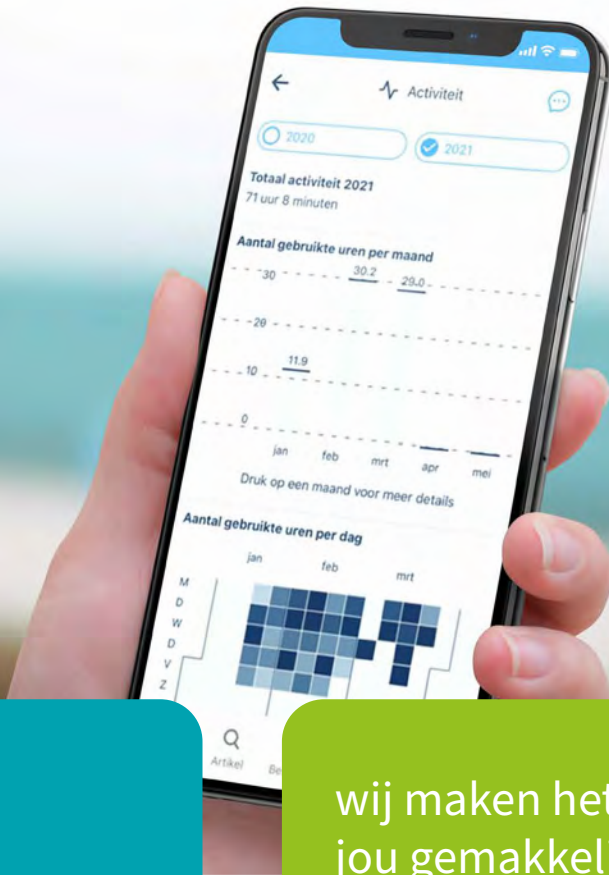 Activiteit
2020
2021
Totaal activiteit 2021
71 uur 8 minuten
Aantal gebruikte uren per maand
30
30.2
29.0
20
10
11.9
0
jan feb mrt apr mei
Druk op een maand voor meer details
Aantal gebruikte uren per dag
jan feb mrt
M
D
W
D
V
Z
Artikel
wij maken het
jou